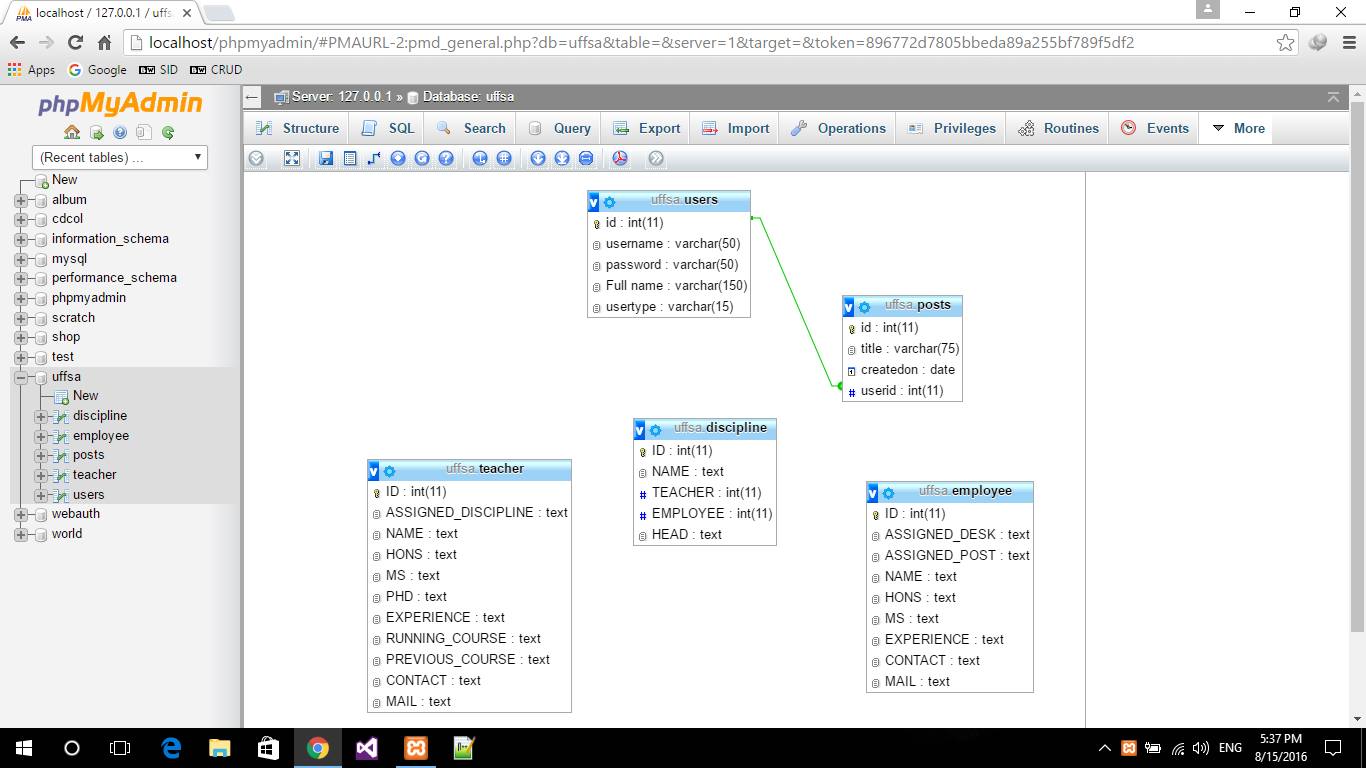 localhost / 127.0.0.1 / uffs
localhost/phpmyadmin/#PMAURL-2:pmd_general.php?db=uffsa&table=&server=1&target=&token=896772d7805bbeda89a255bf789f5df2
Apps Google SID CRUD
phpMyAdmin
(Recent tables) ...
New
album
cdcol
information_schema
mysql
performance_schema
phpmyadmin
scratch
shop
test
uffsa
New
discipline
employee
posts
teacher
users
webauth
world
Server: 127.0.0.1 » Database: uffsa
Structure SQL Search Query Export Import Operations Privileges Routines Events More
uffsa.users
id : int(11)
username : varchar(50)
password : varchar(50)
Full name : varchar(150)
usertype : varchar(15)
uffsa.posts
id : int(11)
title : varchar(75)
createdon : date
userid : int(11)
uffsa.discipline
ID : int(11)
NAME : text
TEACHER : int(11)
EMPLOYEE : int(11)
HEAD : text
uffsa.teacher
ID : int(11)
ASSIGNED_DISCIPLINE : text
NAME : text
HONS : text
MS : text
PHD : text
EXPERIENCE : text
RUNNING_COURSE : text
PREVIOUS_COURSE : text
CONTACT : text
MAIL : text
uffsa.employee
ID : int(11)
ASSIGNED_DESK : text
ASSIGNED_POST : text
NAME : text
HONS : text
MS : text
EXPERIENCE : text
CONTACT : text
MAIL : text
ENG
5:37 PM
8/15/2016